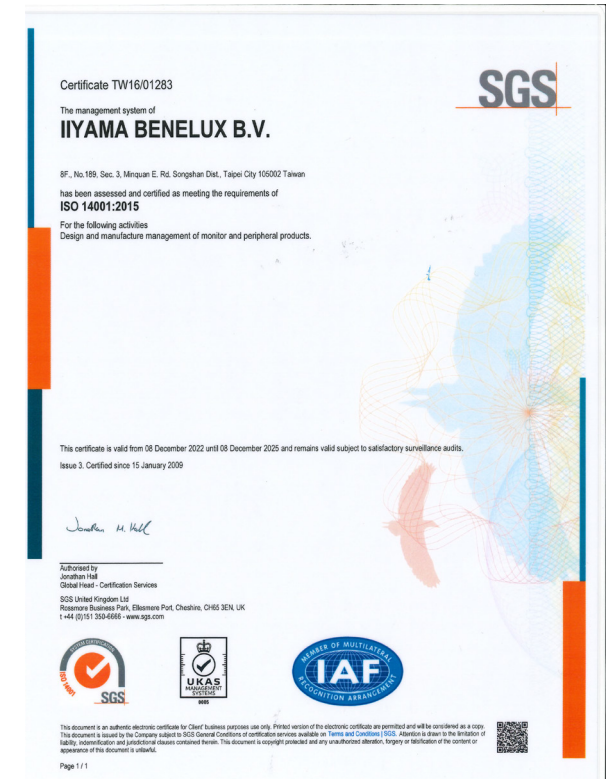 Certificate TW16/01283
SGS
The management system of
IIYAMA BENELUX B.V.
8F., No.189, Sec. 3, Minquan E. Rd. Songshan Dist., Taipei City 105002 Taiwan
has been assessed and certified as meeting the requirements of
ISO 14001:2015
For the following activities
Design and manufacture management of monitor and peripheral products.
This certificate is valid from 08 December 2022 until 08 December 2025 and remains valid subject to satisfactory surveillance audits.
Issue 3. Certified since 15 January 2009
Jonathan M. Hall
Authorised by
Jonathan Hall
Global Head - Certification Services
SGS United Kingdom Ltd
Rossmore Business Park, Ellesmere Port, Cheshire, CH65 3EN, UK
t +44 (0)151 350-6666 - www.sgs.com
SYSTEM CERTIFICATION
ISO 14001
SGS
UKAS
MANAGEMENT
SYSTEMS
0005
MEMBER OF MULTILATERAL
IAF
RECOGNITION ARRANGEMENT
This document is an authentic electronic certificate for Client' business purposes use only. Printed version of the electronic certificate are permitted and will be considered as a copy.
This document is issued by the Company subject to SGS General Conditions of certification services available on Terms and Conditions | SGS. Attention is drawn to the limitation of
liability, indemnification and jurisdictional clauses contained therein. This document is copyright protected and any unauthorized alteration, forgery or falsification of the content or
appearance of this document is unlawful.
Page 1 / 1